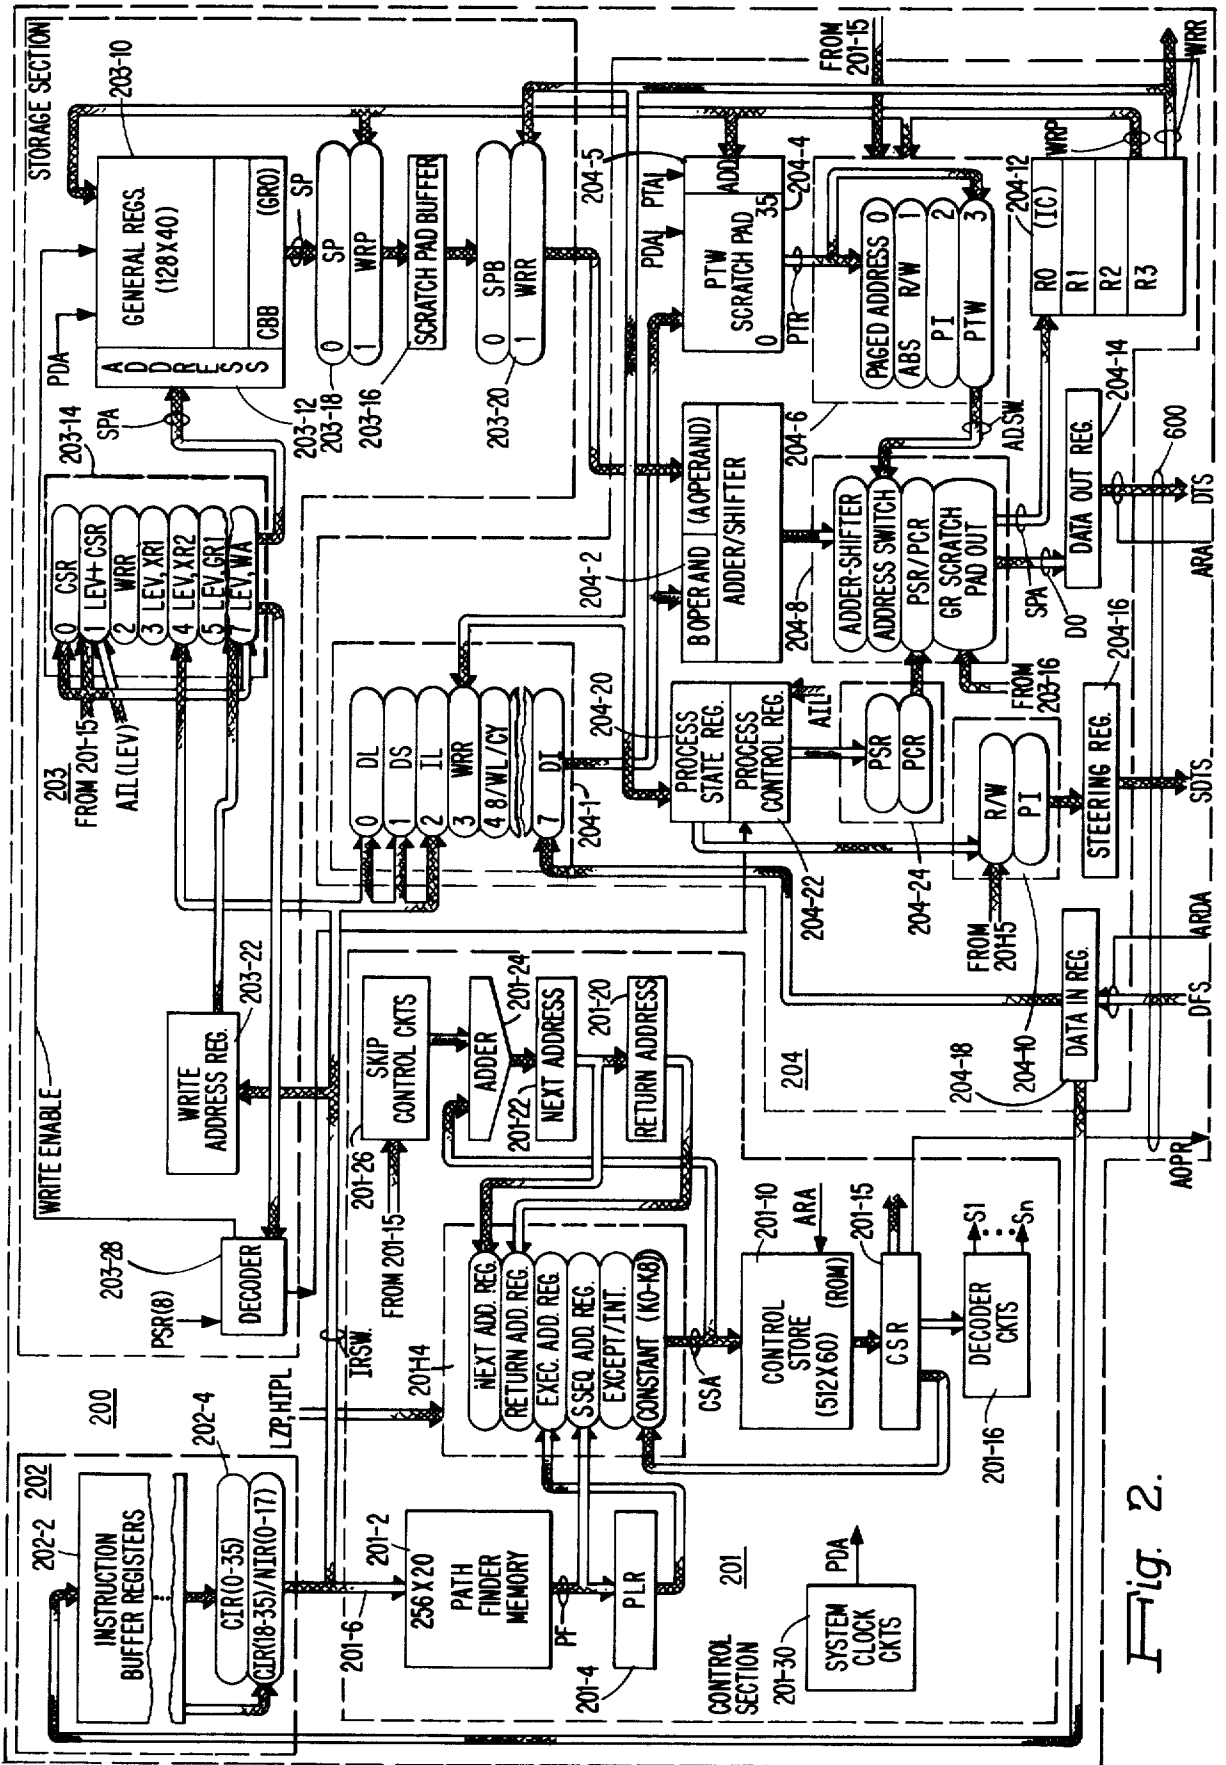 STORAGE SECTION
WRITE ENABLE
PDA
203-10
GENERAL REGS.
(128X40)
CBB
(GR0)
ADDRESS
SPA
203-14
203-12
SP
0 SP
1 WRP
203-18
SCRATCH PAD BUFFER
203-16
0 SPB
1 WRR
203-20
203
FROM 201-15
AIL(LEV)
0 CSR
1 LEV+CSR
2 WRR
3 LEV,XR1
4 LEV,XR2
5 LEV,GR1
7 LEV,WA
WRITE
ADDRESS REG.
203-22
203-28
DECODER
PSR(8)
200
202
202-2
INSTRUCTION
BUFFER REGISTERS
202-4
CIR(0-35)
CIR(18-35)/NIR(0-17)
IRSW.
LZP,HIPL
201-6
201-2
256X20
PATH
FINDER
MEMORY
PF
PLR
201-4
CONTROL
SECTION
201
201-30
SYSTEM
CLOCK
CKTS
PDA
201-26
SKIP
CONTROL CKTS
FROM 201-15
ADDER
201-24
201-22
NEXT ADDRESS
201-20
RETURN ADDRESS
201-14
NEXT ADD. REG.
RETURN ADD. REG.
EXEC. ADD. REG.
S SEQ. ADD. REG.
EXCEPT/INT.
CONSTANT (K0-K8)
CSA
201-10
CONTROL
STORE
(512X60)
(ROM)
ARA
201-15
CSR
DECODER
CKTS
201-16
S1
Sn
0 DL
1 DS
2 IL
3 WRR
4 8/WL/CY
7 DI
204-1
204-2
B OPERAND
(A OPERAND)
ADDER/SHIFTER
PDA
PTA
204-5
PTW
SCRATCH PAD
ADD
0
35
204-4
PTR
FROM
201-15
PAGED ADDRESS 0
ABS R/W 1
PI 2
PTW 3
204-6
AD.SW.
204-8
ADDER-SHIFTER
ADDRESS SWITCH
PSR/PCR
GR SCRATCH
PAD OUT
FROM
203-16
SPA
DO
204-12
R0 (IC)
R1
R2
R3
WRP
WRR
204-20
PROCESS
STATE REG.
PROCESS
CONTROL REG.
AIL
204-22
PSR
PCR
204-24
R/W
PI
FROM
201-15
204-10
STEERING REG.
204-16
DATA OUT REG.
204-14
204
DATA IN REG.
204-18
600
AOPR
DFS
ARDA
SDTS
ARA
DTS
Fig. 2.